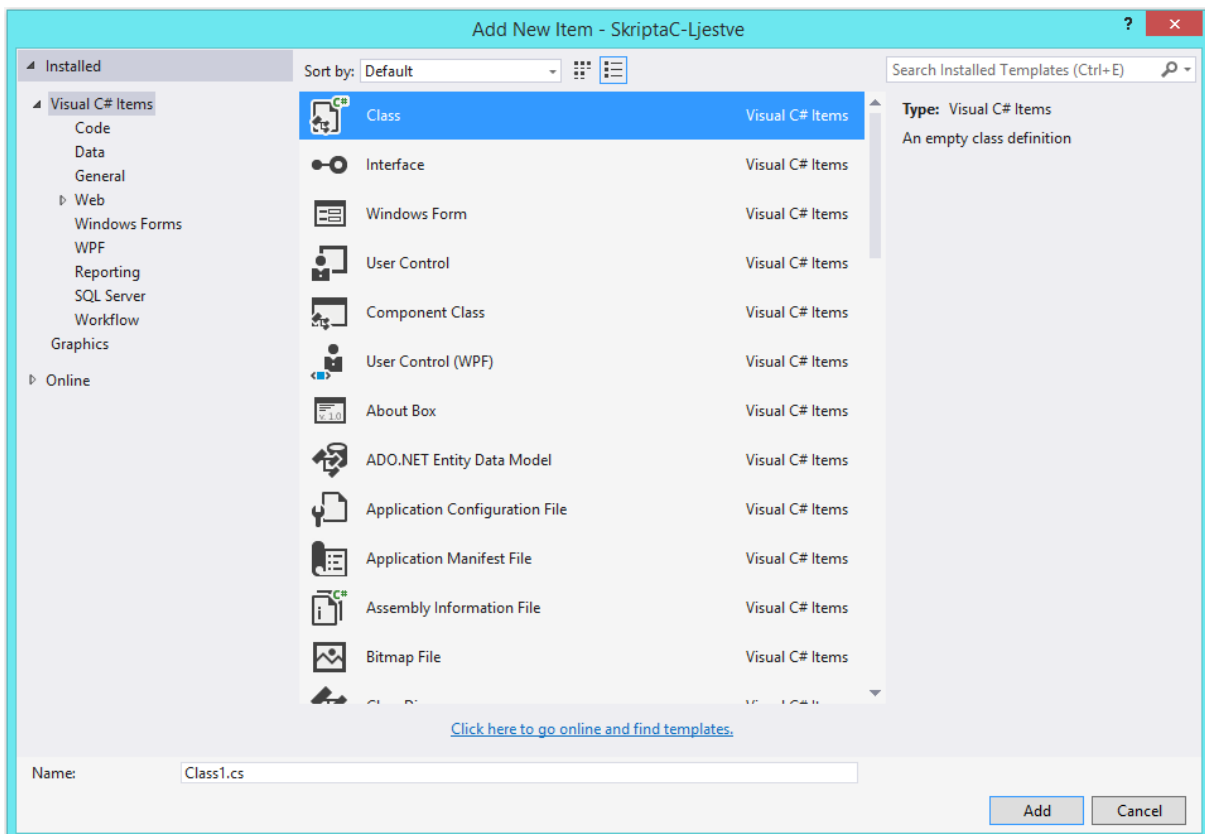 Add New Item - SkriptaC-Ljestve
?
Installed
Visual C# Items
Code
Data
General
Web
Windows Forms
WPF
Reporting
SQL Server
Workflow
Graphics
Online
Sort by: Default
Search Installed Templates (Ctrl+E)
Class Visual C# Items
Interface Visual C# Items
Windows Form Visual C# Items
User Control Visual C# Items
Component Class Visual C# Items
User Control (WPF) Visual C# Items
About Box Visual C# Items
ADO.NET Entity Data Model Visual C# Items
Application Configuration File Visual C# Items
Application Manifest File Visual C# Items
Assembly Information File Visual C# Items
Bitmap File Visual C# Items
Type: Visual C# Items
An empty class definition
Click here to go online and find templates.
Name: Class1.cs
Add Cancel